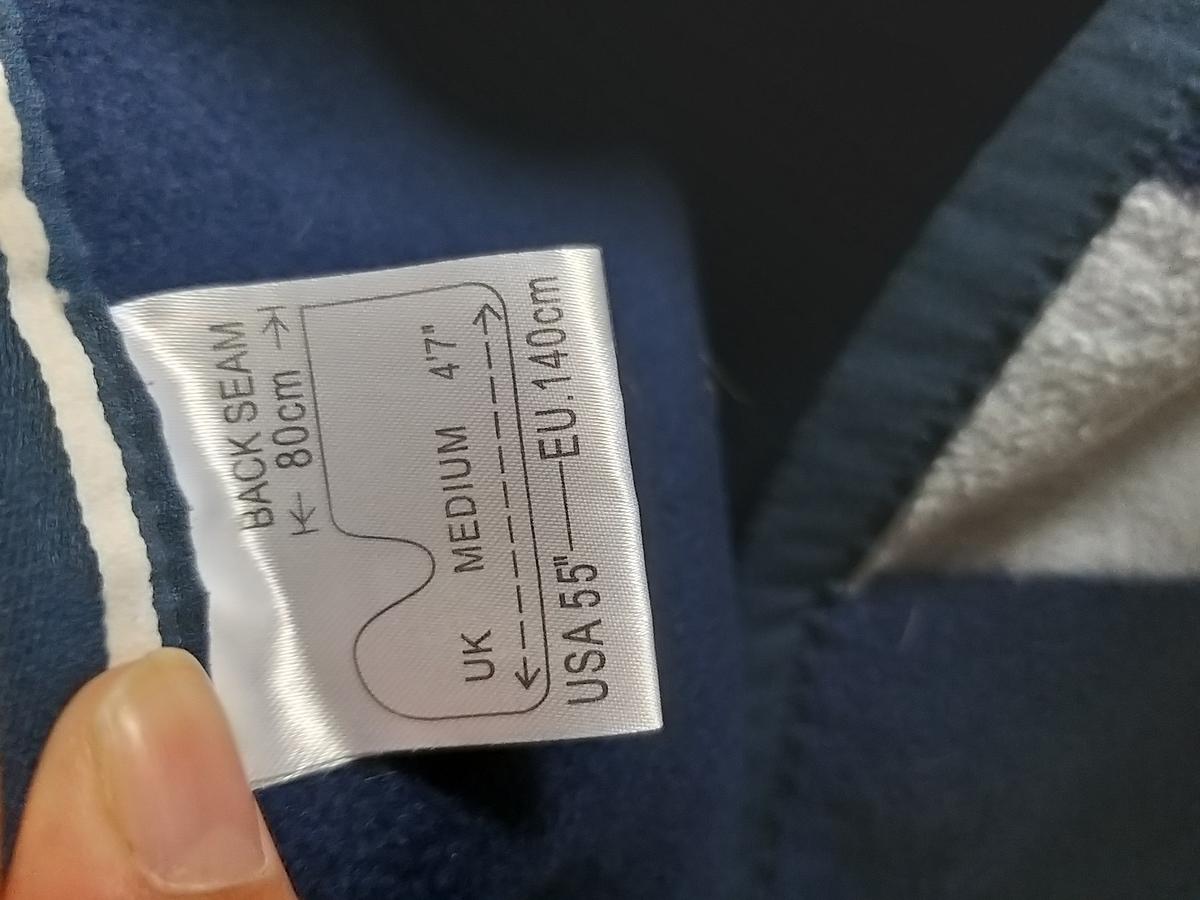 BACK SEAM
80cm
UK MEDIUM 4'7"
USA 55" EU.140cm